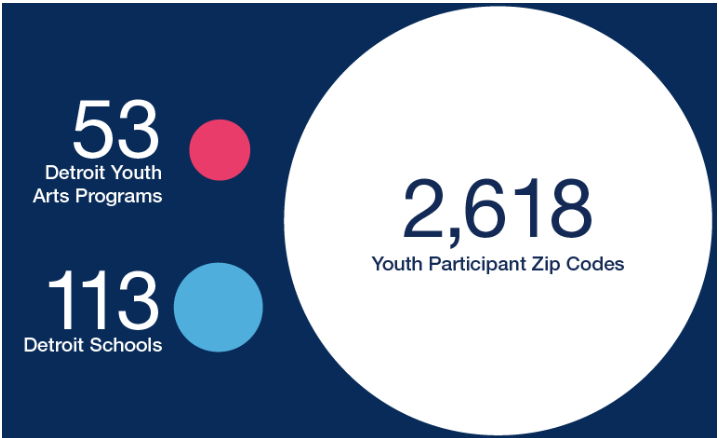 53
Detroit Youth
Arts Programs
113
Detroit Schools
2,618
Youth Participant Zip Codes